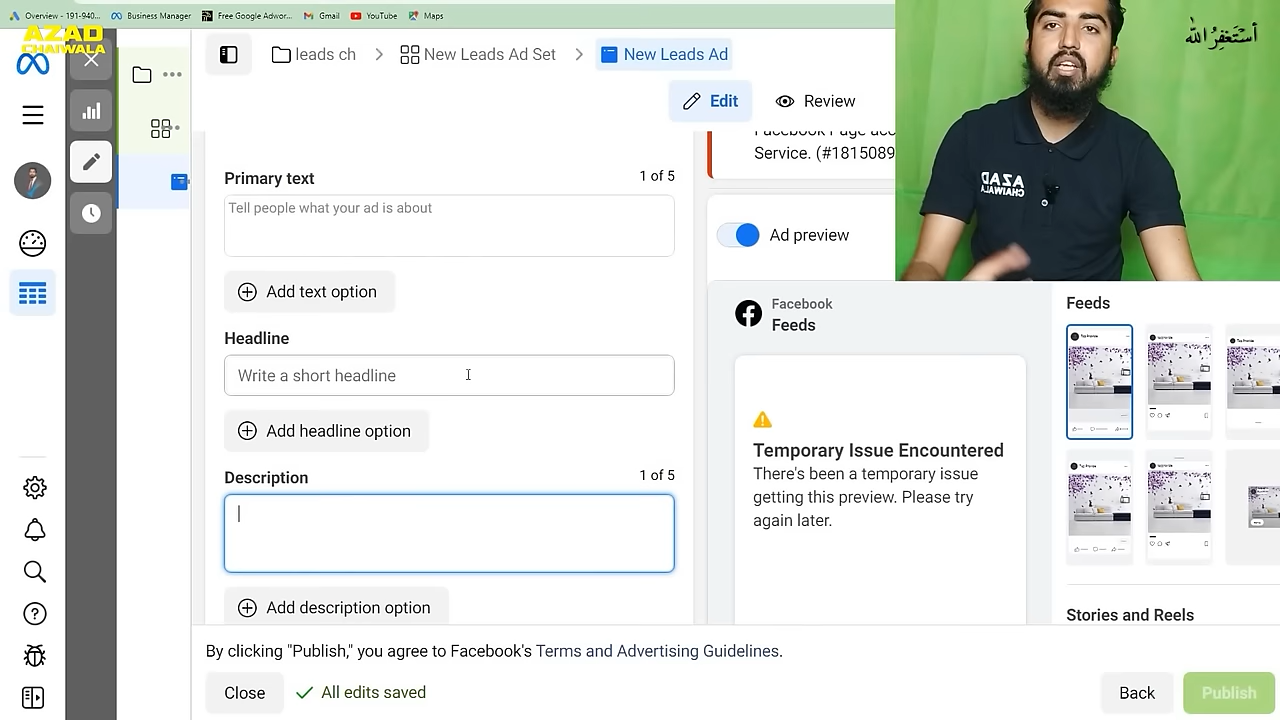 Overview - 191-940...
Business Manager
Free Google Adwor...
Gmail
YouTube
Maps
AZAD
CHAIWALA
أستغفر الله
leads ch
New Leads Ad Set
New Leads Ad
Edit
Review
Facebook Page acc
Service. (#1815089
Primary text
1 of 5
Tell people what your ad is about
Add text option
Headline
Write a short headline
Add headline option
Description
1 of 5
Add description option
Ad preview
Facebook
Feeds
Temporary Issue Encountered
There's been a temporary issue
getting this preview. Please try
again later.
AZAD
CHAIWALA
Feeds
Stories and Reels
By clicking "Publish," you agree to Facebook's Terms and Advertising Guidelines.
Close
All edits saved
Back
Publish